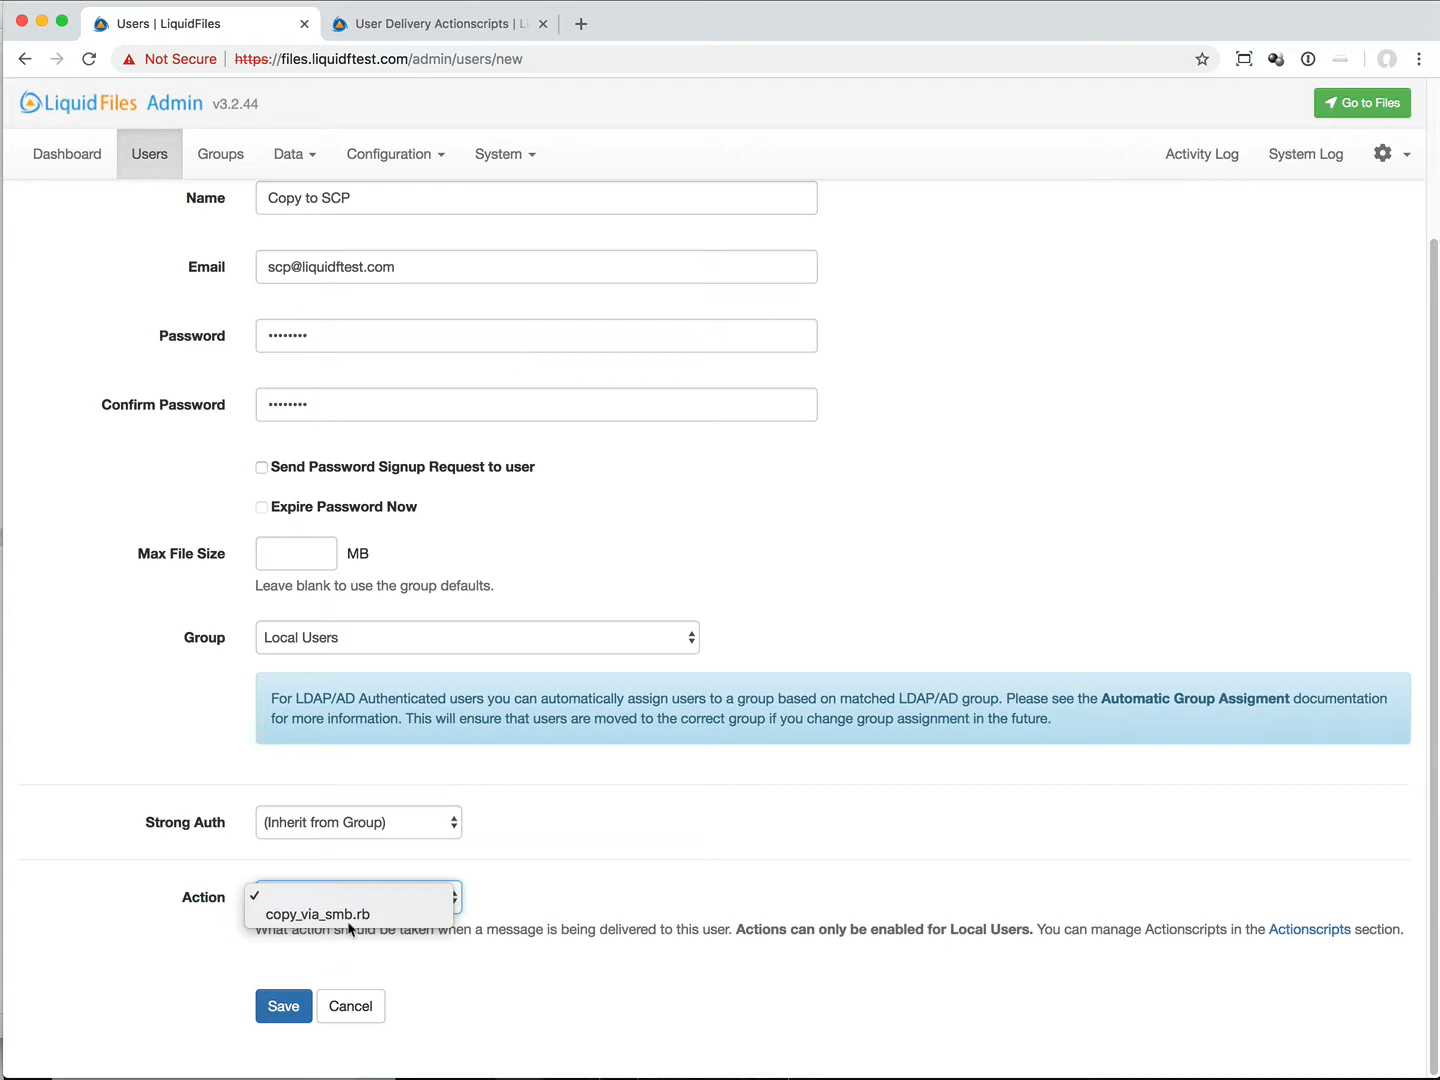 Users | LiquidFiles
User Delivery Actionscripts | Li
Not Secure
https://files.liquidftest.com/admin/users/new
LiquidFiles Admin v3.2.44
Go to Files
Dashboard
Users
Groups
Data
Configuration
System
Activity Log
System Log
Name
Copy to SCP
Email
scp@liquidftest.com
Password
••••••••
Confirm Password
••••••••
Send Password Signup Request to user
Expire Password Now
Max File Size
MB
Leave blank to use the group defaults.
Group
Local Users
For LDAP/AD Authenticated users you can automatically assign users to a group based on matched LDAP/AD group. Please see the Automatic Group Assigment documentation
for more information. This will ensure that users are moved to the correct group if you change group assignment in the future.
Strong Auth
(Inherit from Group)
Action
copy_via_smb.rb
What action should be taken when a message is being delivered to this user. Actions can only be enabled for Local Users. You can manage Actionscripts in the Actionscripts section.
Save
Cancel